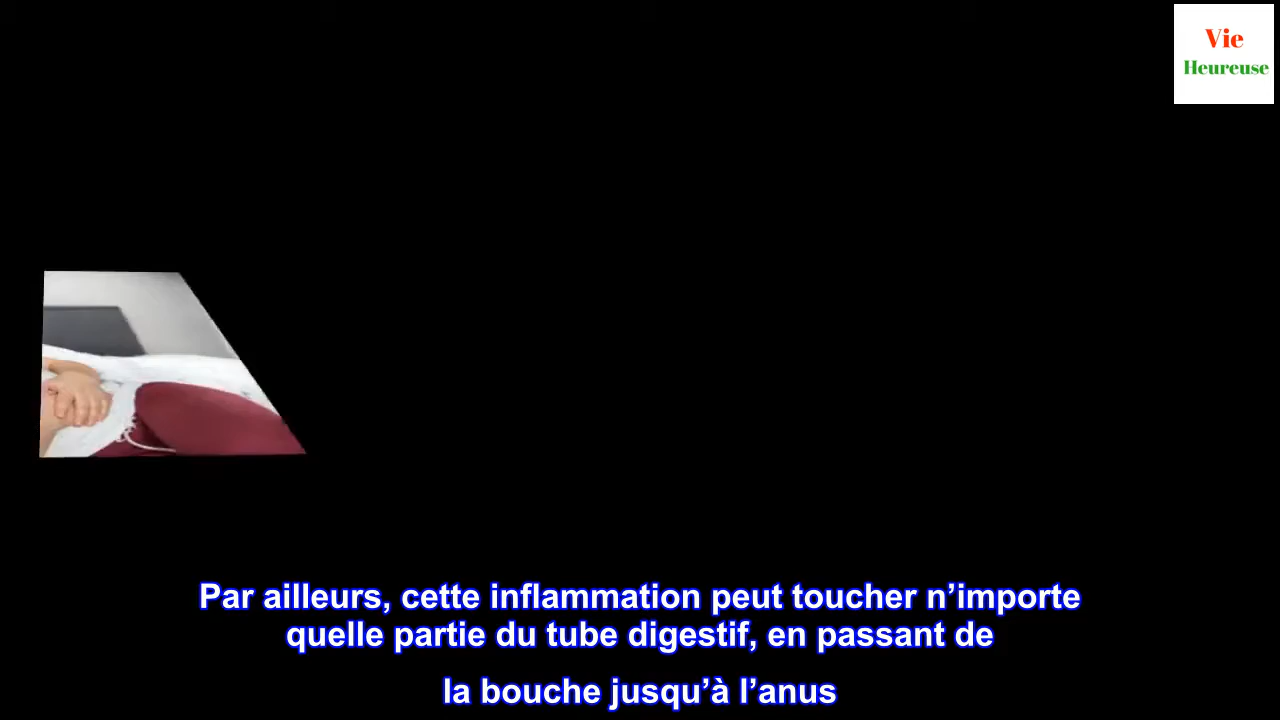 Vie
Heureuse
Par ailleurs, cette inflammation peut toucher n’importe
quelle partie du tube digestif, en passant de
la bouche jusqu’à l’anus